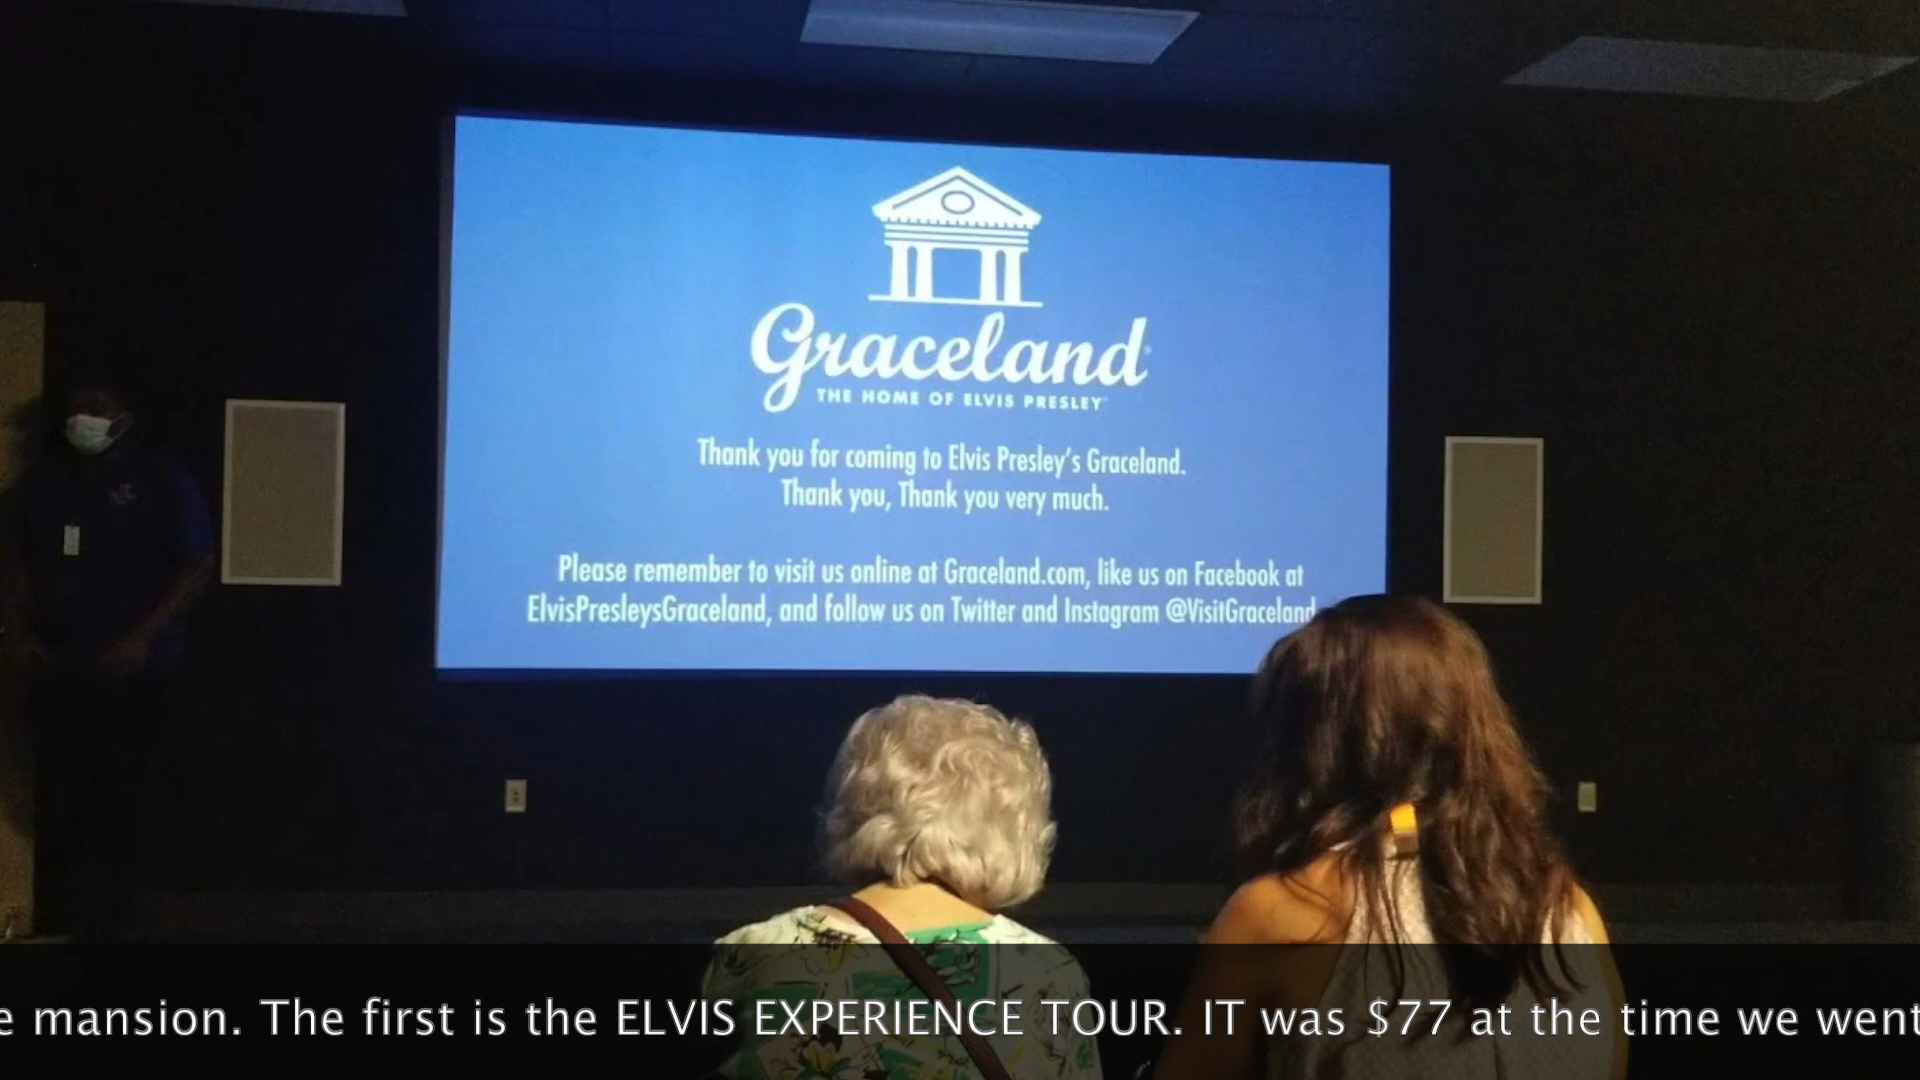 Graceland
THE HOME OF ELVIS PRESLEY
Thank you for coming to Elvis Presley's Graceland.
Thank you, Thank you very much.
Please remember to visit us online at Graceland.com, like us on Facebook at
ElvisPresleysGraceland, and follow us on Twitter and Instagram @VisitGraceland
e mansion. The first is the ELVIS EXPERIENCE TOUR. IT was $77 at the time we went